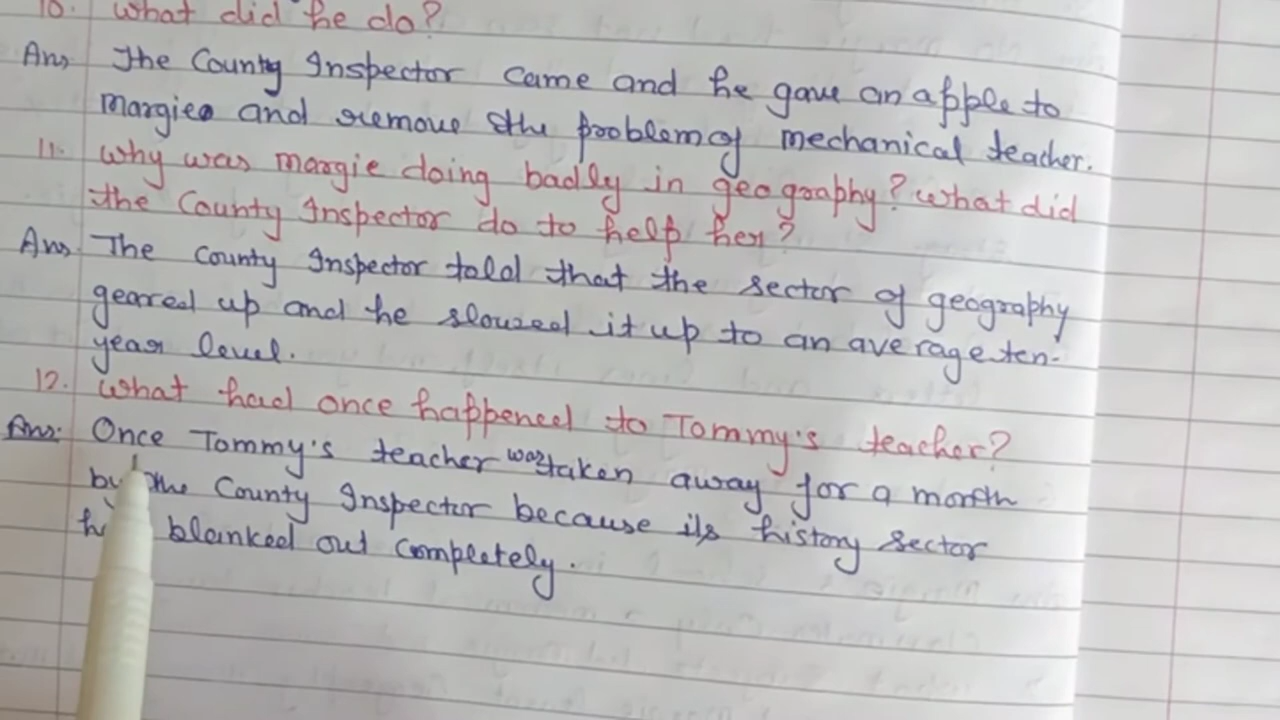 10. What did he do?
Ans The County Inspector came and he gave an apple to
Margie and remove the problem of mechanical teacher.
11. Why was margie doing badly in geography? What did
the County Inspector do to help her?
Ans The County Inspector told that the sector of geography
geared up and he slowed it up to an average ten-
year level.
12. What had once happened to Tommy's teacher?
Ans: Once Tommy's teacher was taken away for a month
by the County Inspector because its history sector
blanked out completely.